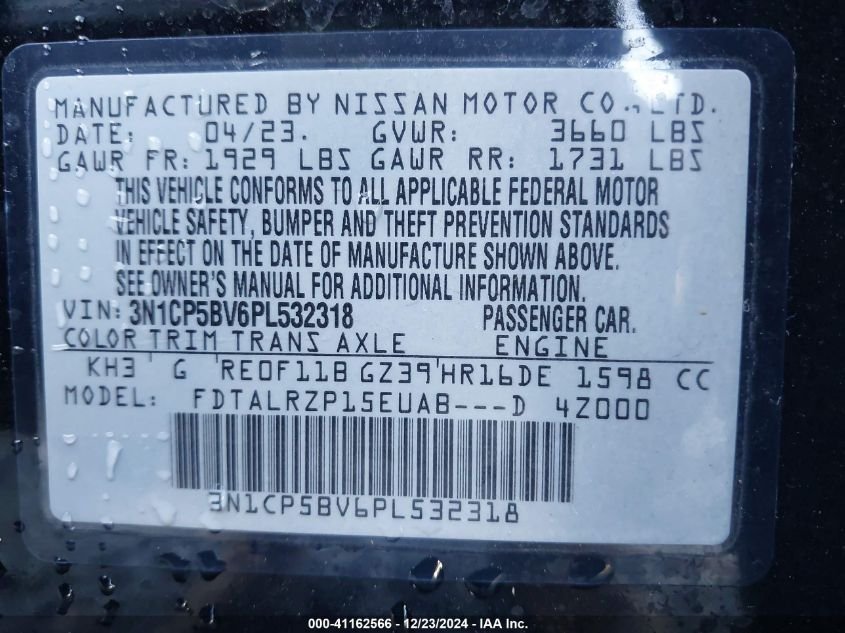 MANUFACTURED BY NISSAN MOTOR CO., LTD.
DATE: 04/23. GVWR: 3660 LBS
GAWR FR: 1929 LBS GAWR RR: 1731 LBS
THIS VEHICLE CONFORMS TO ALL APPLICABLE FEDERAL MOTOR
VEHICLE SAFETY, BUMPER AND THEFT PREVENTION STANDARDS
IN EFFECT ON THE DATE OF MANUFACTURE SHOWN ABOVE.
SEE OWNER'S MANUAL FOR ADDITIONAL INFORMATION.
VIN: 3N1CP5BV6PL532318 PASSENGER CAR.
COLOR TRIM TRANS AXLE ENGINE
KH3 G RE0F11B GZ39 HR16DE 1598 CC
MODEL: FDTALRZP15EUAB---D 4Z000
3N1CP5BV6PL532318
000-41162566 - 12/23/2024 - IAA Inc.